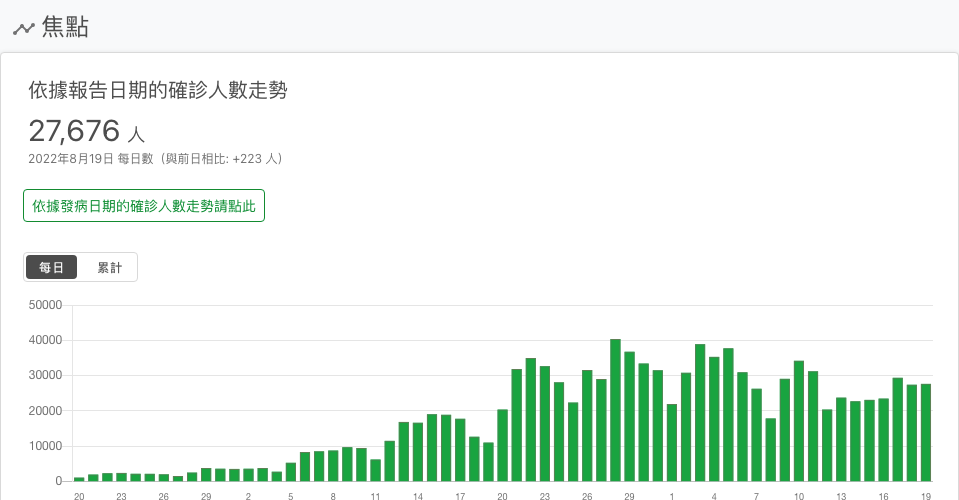 焦點
依據報告日期的確診人數走勢
27,676 人
2022年8月19日 每日數（與前日相比: +223 人）
依據發病日期的確診人數走勢請點此
每日 累計
50000
40000
30000
20000
10000
0
20 23 26 29 2 5 8 11 14 17 20 23 26 29 1 4 7 10 13 16 19